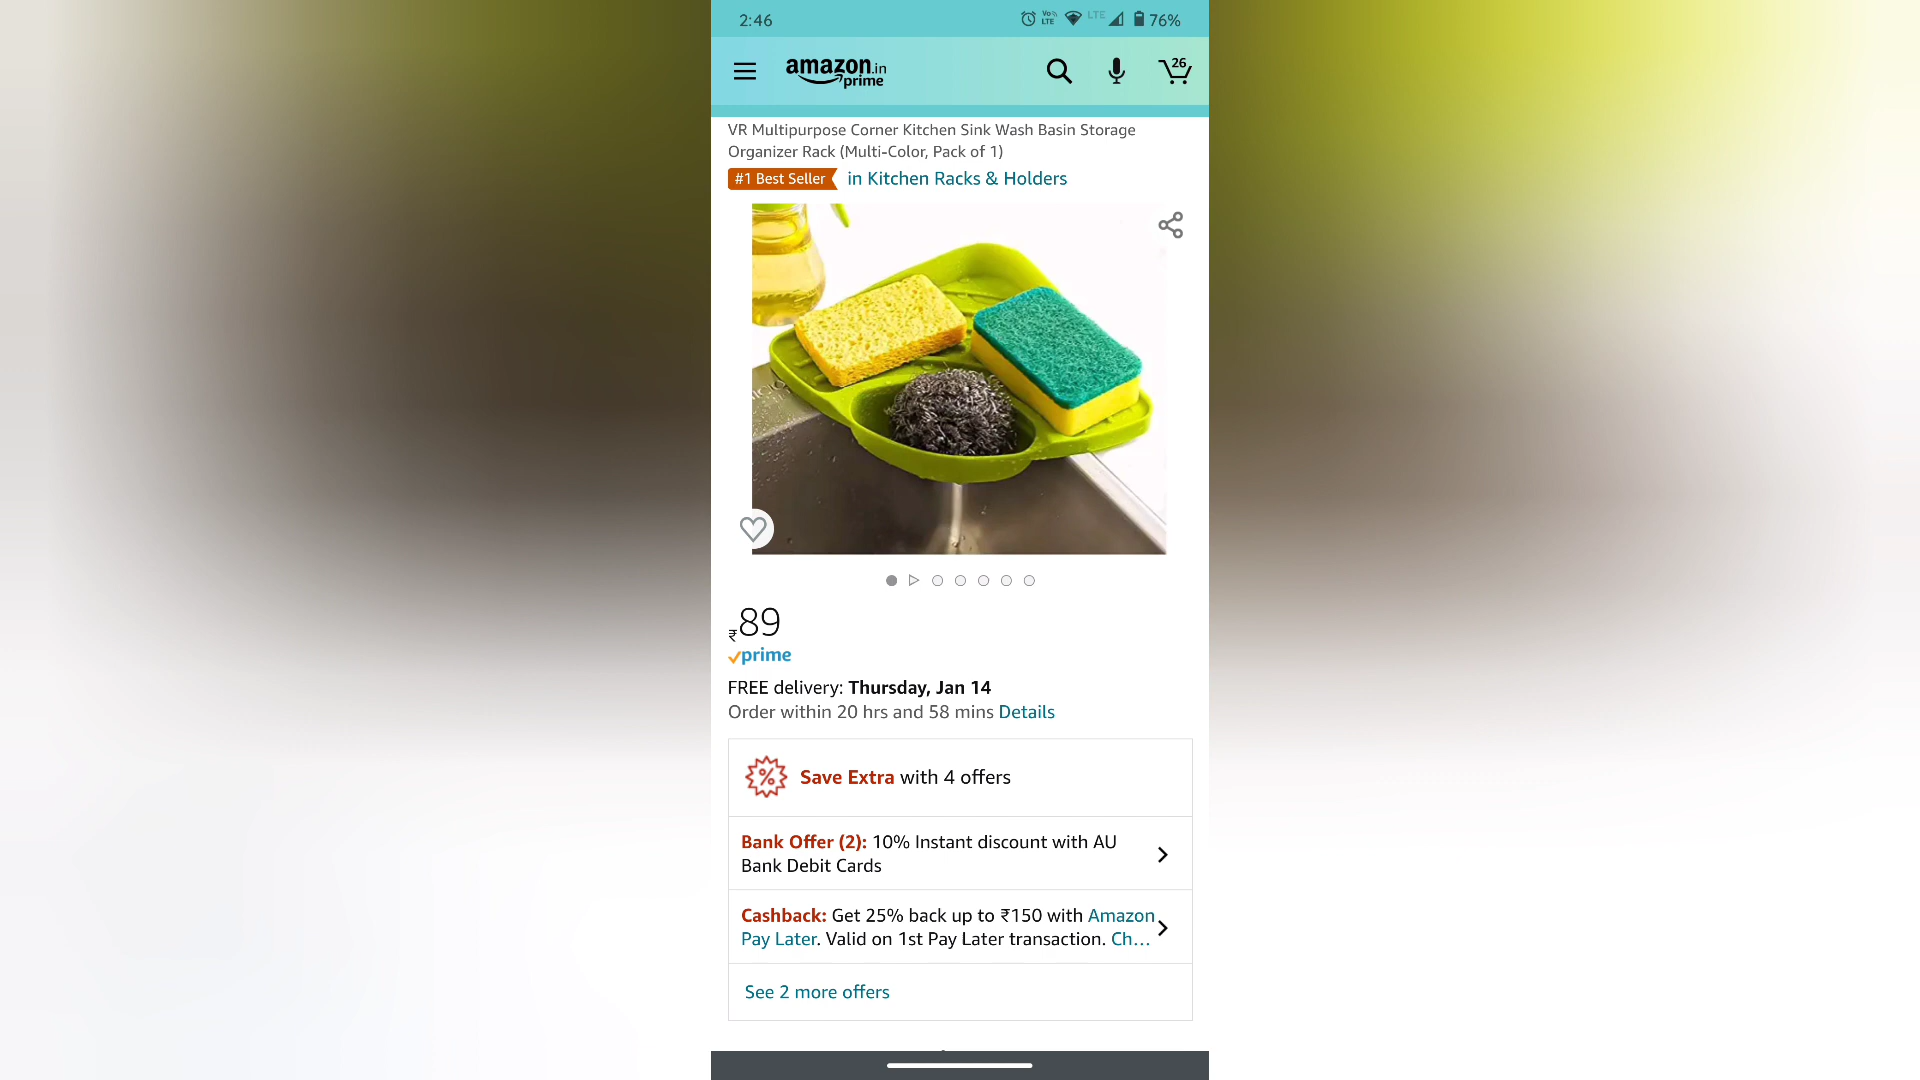 2:46
Vo
LTE
LTE
76%
amazon.in
prime
26
VR Multipurpose Corner Kitchen Sink Wash Basin Storage
Organizer Rack (Multi-Color, Pack of 1)
#1 Best Seller in Kitchen Racks & Holders
₹89
prime
FREE delivery: Thursday, Jan 14
Order within 20 hrs and 58 mins Details
% Save Extra with 4 offers
Bank Offer (2): 10% Instant discount with AU
Bank Debit Cards
Cashback: Get 25% back up to ₹150 with Amazon
Pay Later. Valid on 1st Pay Later transaction. Ch...
See 2 more offers